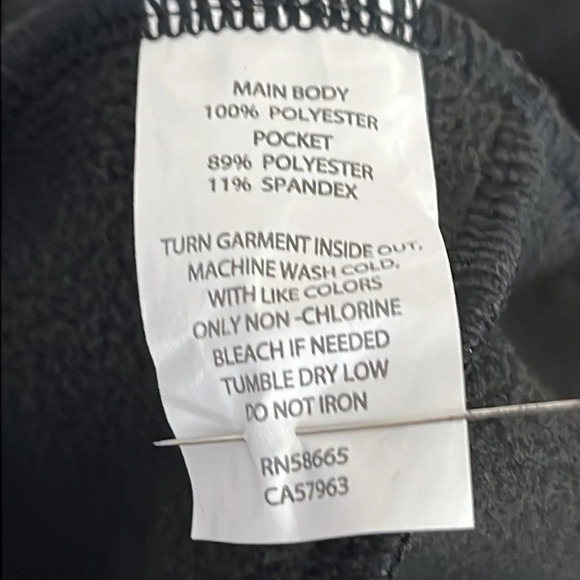 MAIN BODY
100% POLYESTER
POCKET
89% POLYESTER
11% SPANDEX
TURN GARMENT INSIDE OUT.
MACHINE WASH COLD,
WITH LIKE COLORS
ONLY NON-CHLORINE
BLEACH IF NEEDED
TUMBLE DRY LOW
DO NOT IRON
RN58665
CA57963